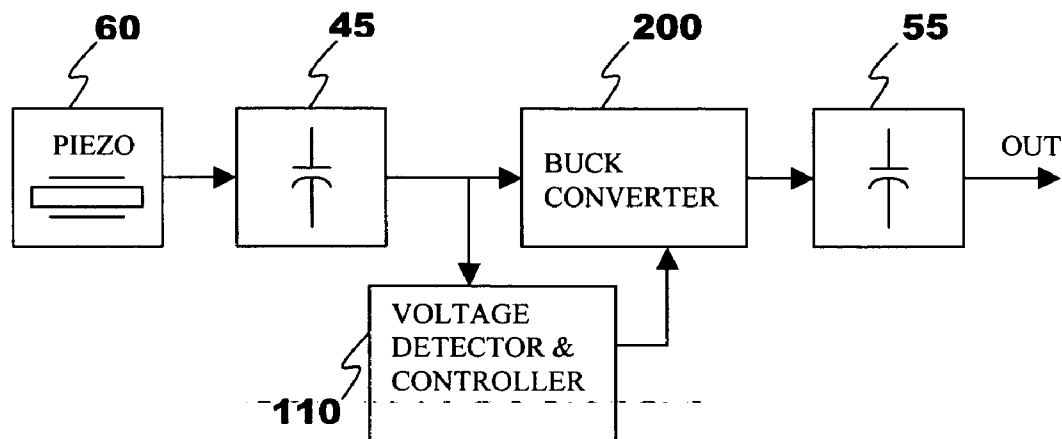 60
45
200
55
PIEZO
BUCK
CONVERTER
OUT
VOLTAGE
DETECTOR &
CONTROLLER
110